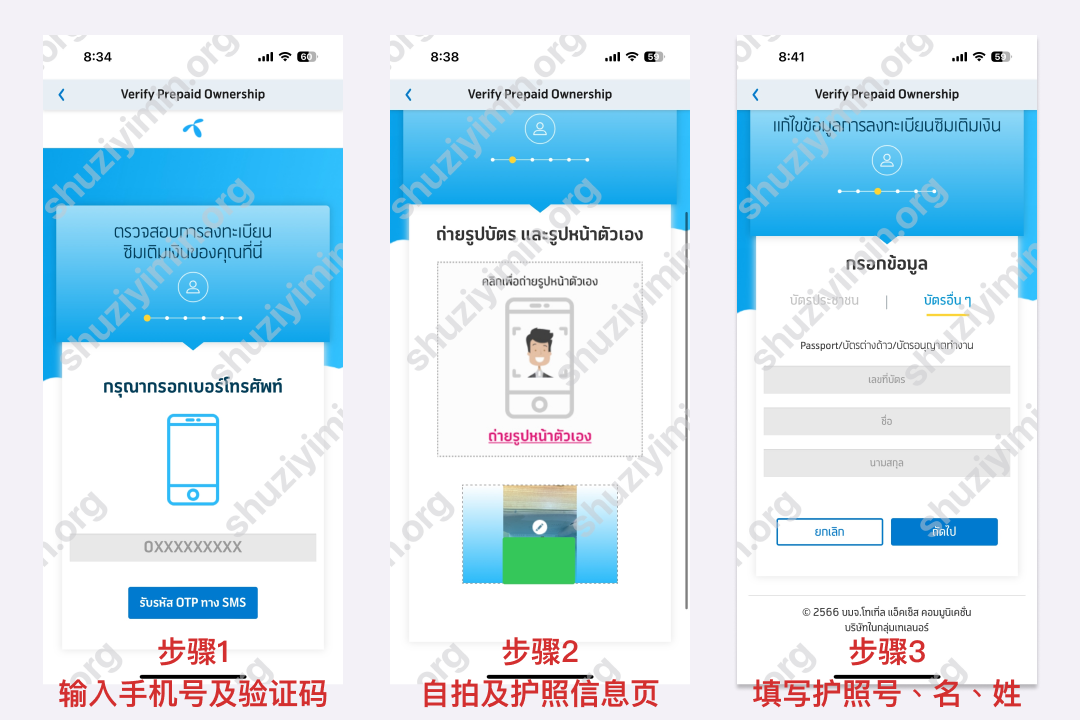 8:34
60
Verify Prepaid Ownership
ตรวจสอบการลงทะเบียน
ซิมเติมเงินของคุณที่นี่
กรุณากรอกเบอร์โทรศัพท์
0XXXXXXXXX
รับรหัส OTP ทาง SMS
步骤1
输入手机号及验证码
8:38
59
Verify Prepaid Ownership
ถ่ายรูปบัตร และรูปหน้าตัวเอง
คลิกเพื่อถ่ายรูปหน้าตัวเอง
ถ่ายรูปหน้าตัวเอง
步骤2
自拍及护照信息页
8:41
59
Verify Prepaid Ownership
แก้ไขข้อมูลการลงทะเบียนซิมเติมเงิน
กรอกข้อมูล
บัตรประชาชน | บัตรอื่น ๆ
Passport/บัตรต่างด้าว/บัตรอนุญาตทำงาน
เลขที่บัตร
ชื่อ
นามสกุล
ยกเลิก ถัดไป
© 2566 บมจ.โทเทิ่ล แอ็คเซ็ส คอมมูนิเคชั่น
บริษัทในกลุ่มเทเลนอร์
步骤3
填写护照号、名、姓
shuziyimin.org